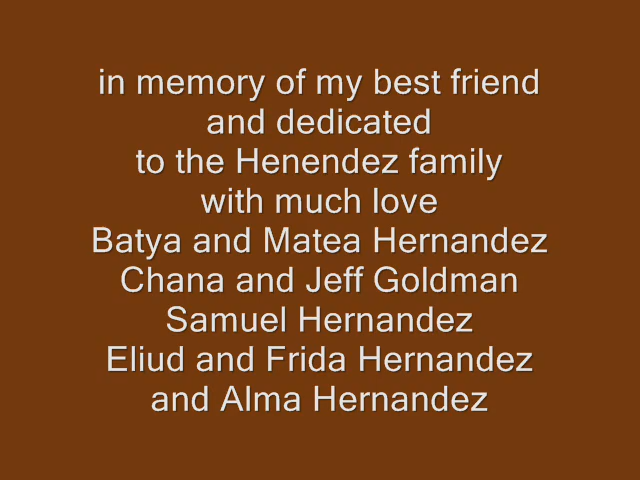 in memory of my best friend
and dedicated
to the Henendez family
with much love
Batya and Matea Hernandez
Chana and Jeff Goldman
Samuel Hernandez
Eliud and Frida Hernandez
and Alma Hernandez